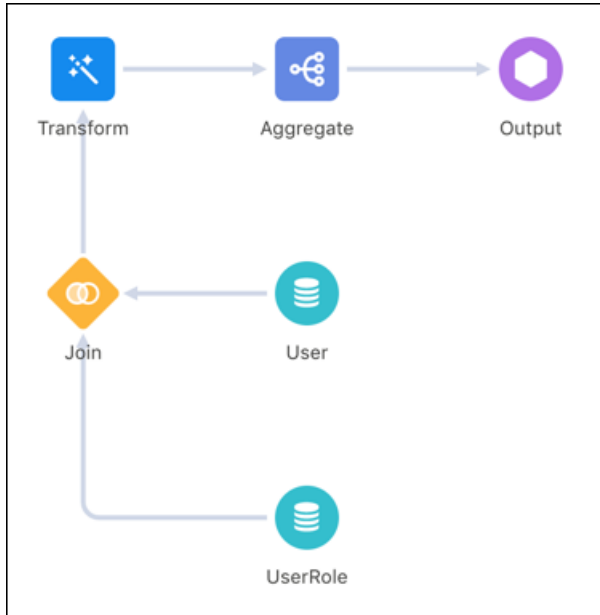 Transform
Aggregate
Output
Join
User
UserRole